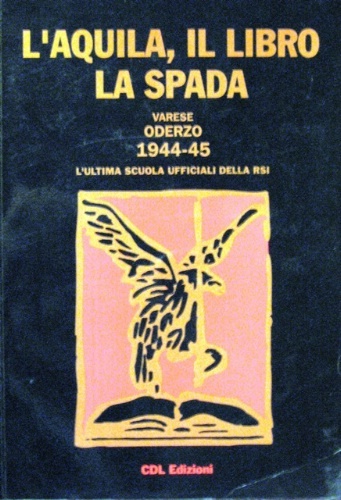 L'AQUILA, IL LIBRO
LA SPADA
VARESE
ODERZO
1944-45
L'ULTIMA SCUOLA UFFICIALI DELLA RSI
CDL Edizioni